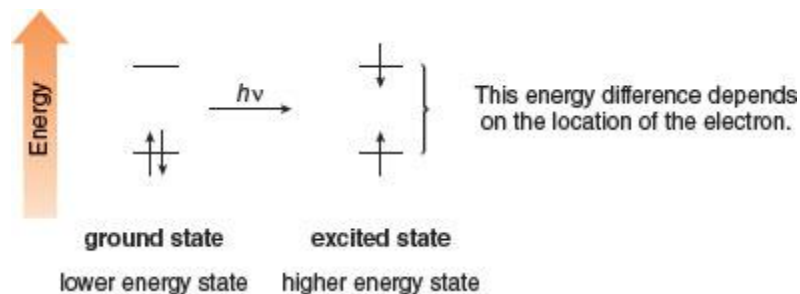 Energy
hν
This energy difference depends
on the location of the electron.
ground state
excited state
lower energy state
higher energy state